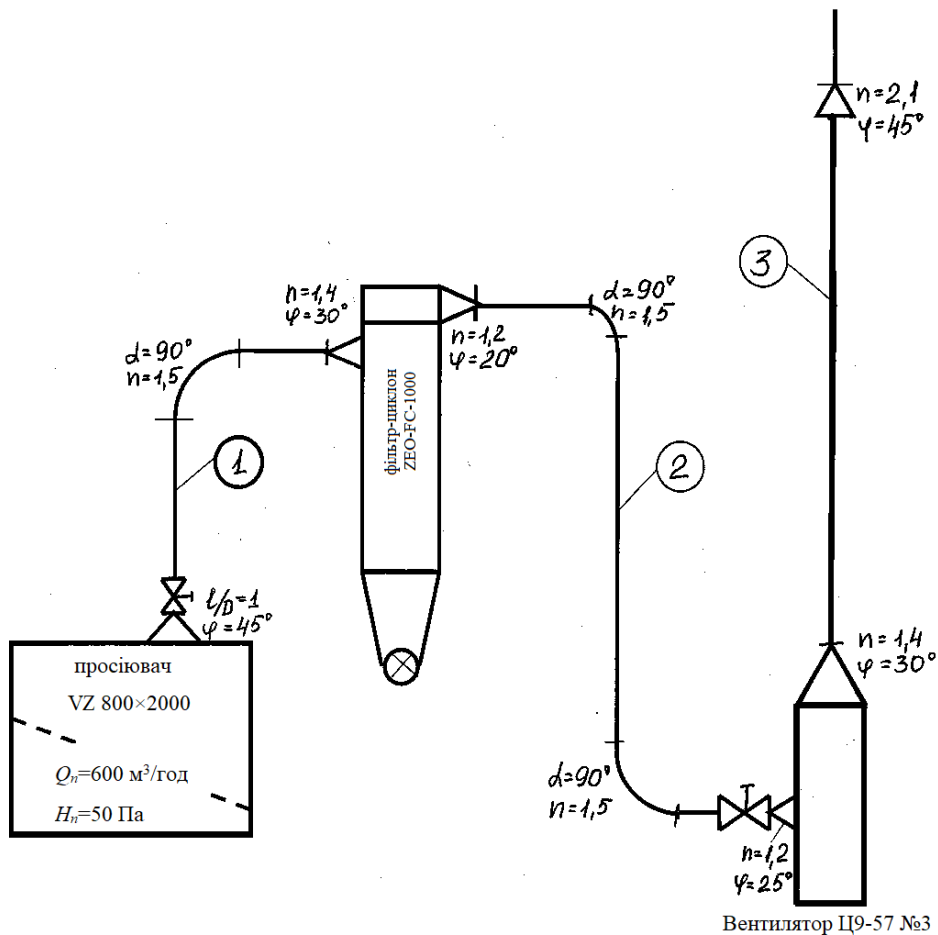 n=2,1
φ=45°
3
n=1,4
φ=30°
α=90°
n=1,5
n=1,2
φ=20°
α=90°
n=1,5
фільтр-циклон
ZEO-FC-1000
1
2
l/D=1
φ=45°
просіювач
VZ 800×2000
Qп=600 м³/год
Hп=50 Па
n=1,4
φ=30°
α=90°
n=1,5
n=1,2
φ=25°
Вентилятор Ц9-57 №3